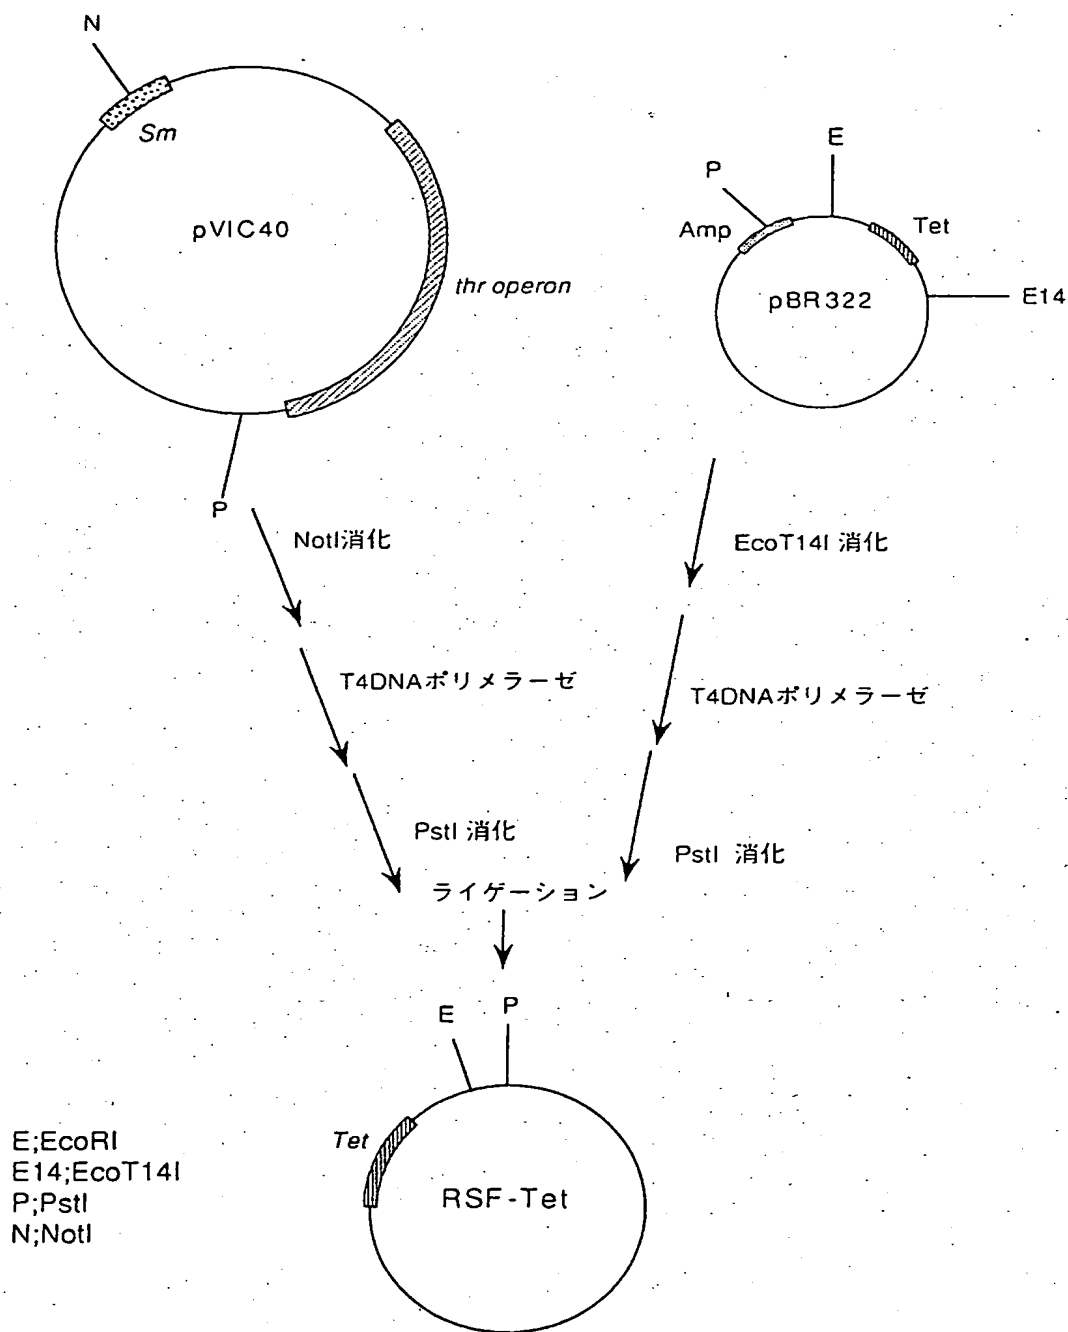 N
Sm
pVIC40
thr operon
P
E
P
Amp
Tet
pBR322
E14
NotI消化
EcoT14I 消化
T4DNAポリメラーゼ
T4DNAポリメラーゼ
PstI 消化
PstI 消化
ライゲーション
E
P
Tet
RSF-Tet
E;EcoRI
E14;EcoT14I
P;PstI
N;NotI